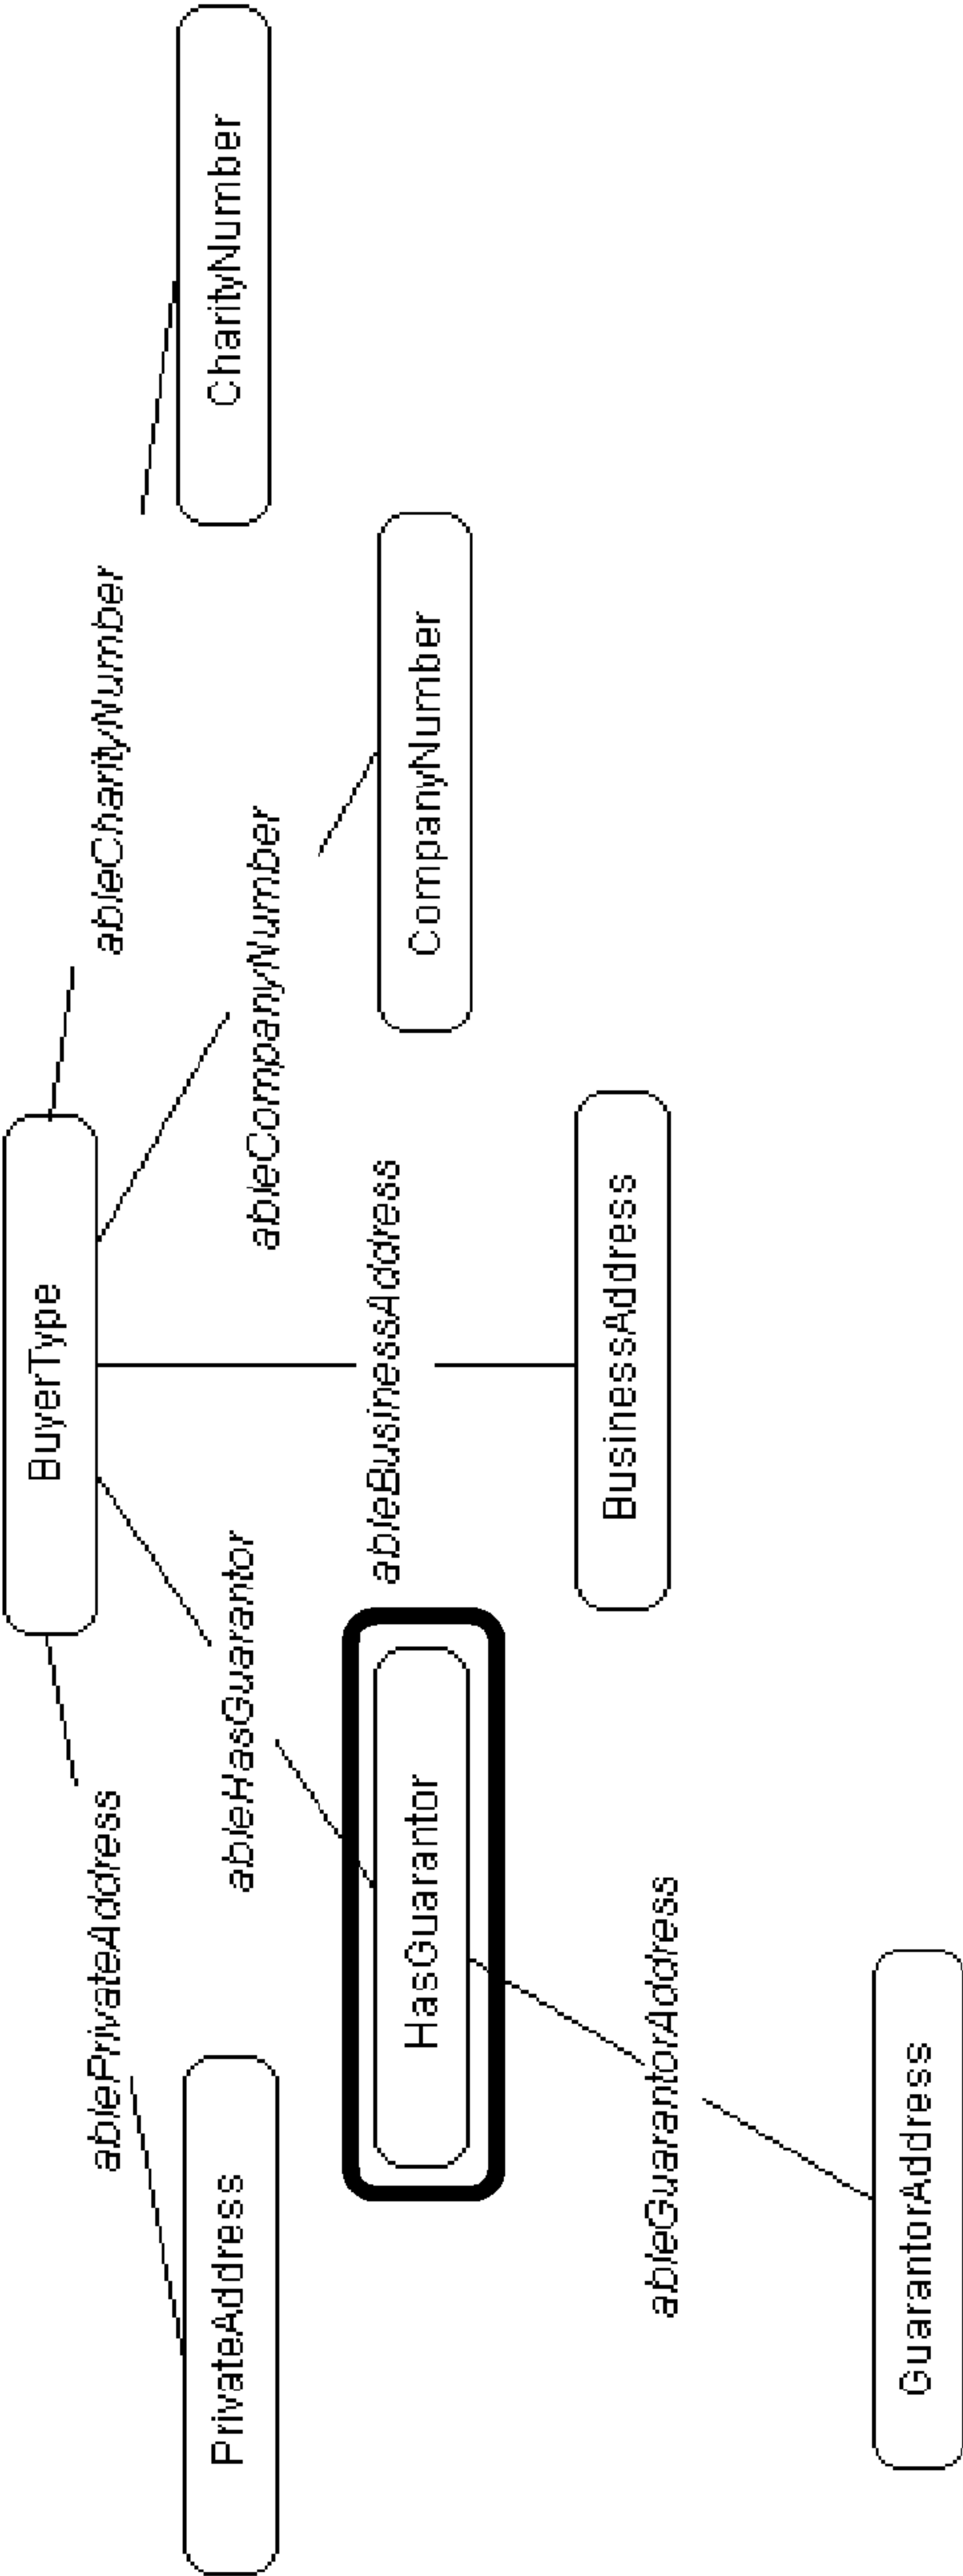 BuyerType
ablePrivateAddress
ableHasGuarantor
ableBusinessAddress
ableCompanyNumber
ableCharityNumber
PrivateAddress
HasGuarantor
BusinessAddress
CompanyNumber
CharityNumber
ableGuarantorAddress
GuarantorAddress